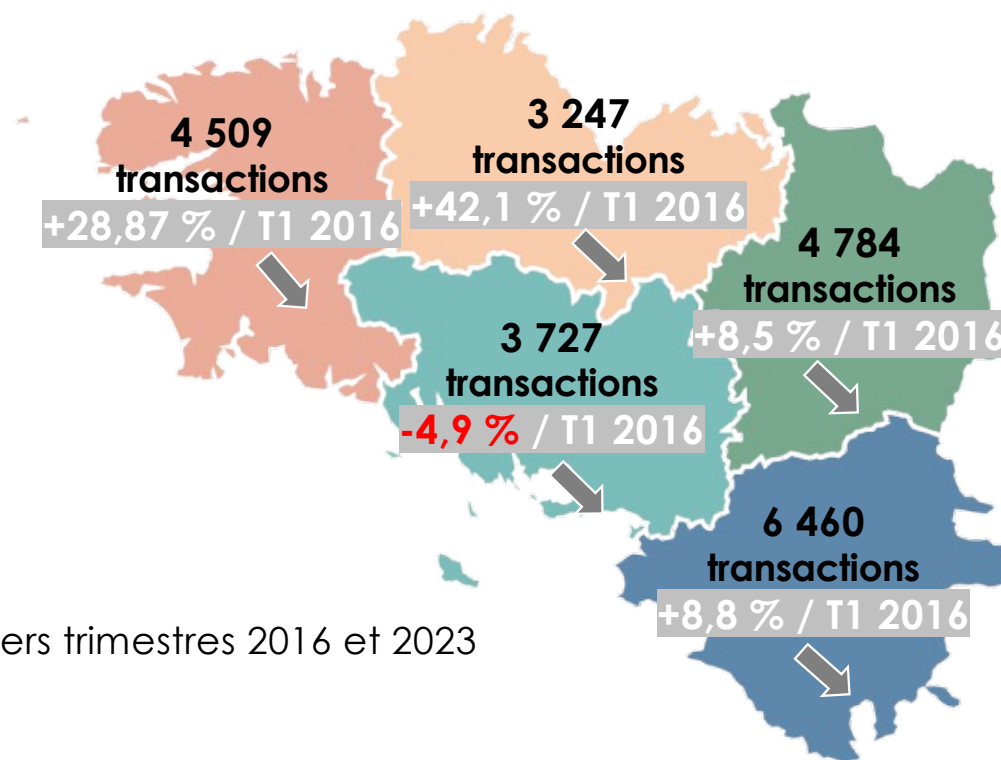 4 509
transactions
+28,87 % / T1 2016
3 247
transactions
+42,1 % / T1 2016
4 784
transactions
+8,5 % / T1 2016
3 727
transactions
-4,9 % / T1 2016
6 460
transactions
+8,8 % / T1 2016
ers trimestres 2016 et 2023